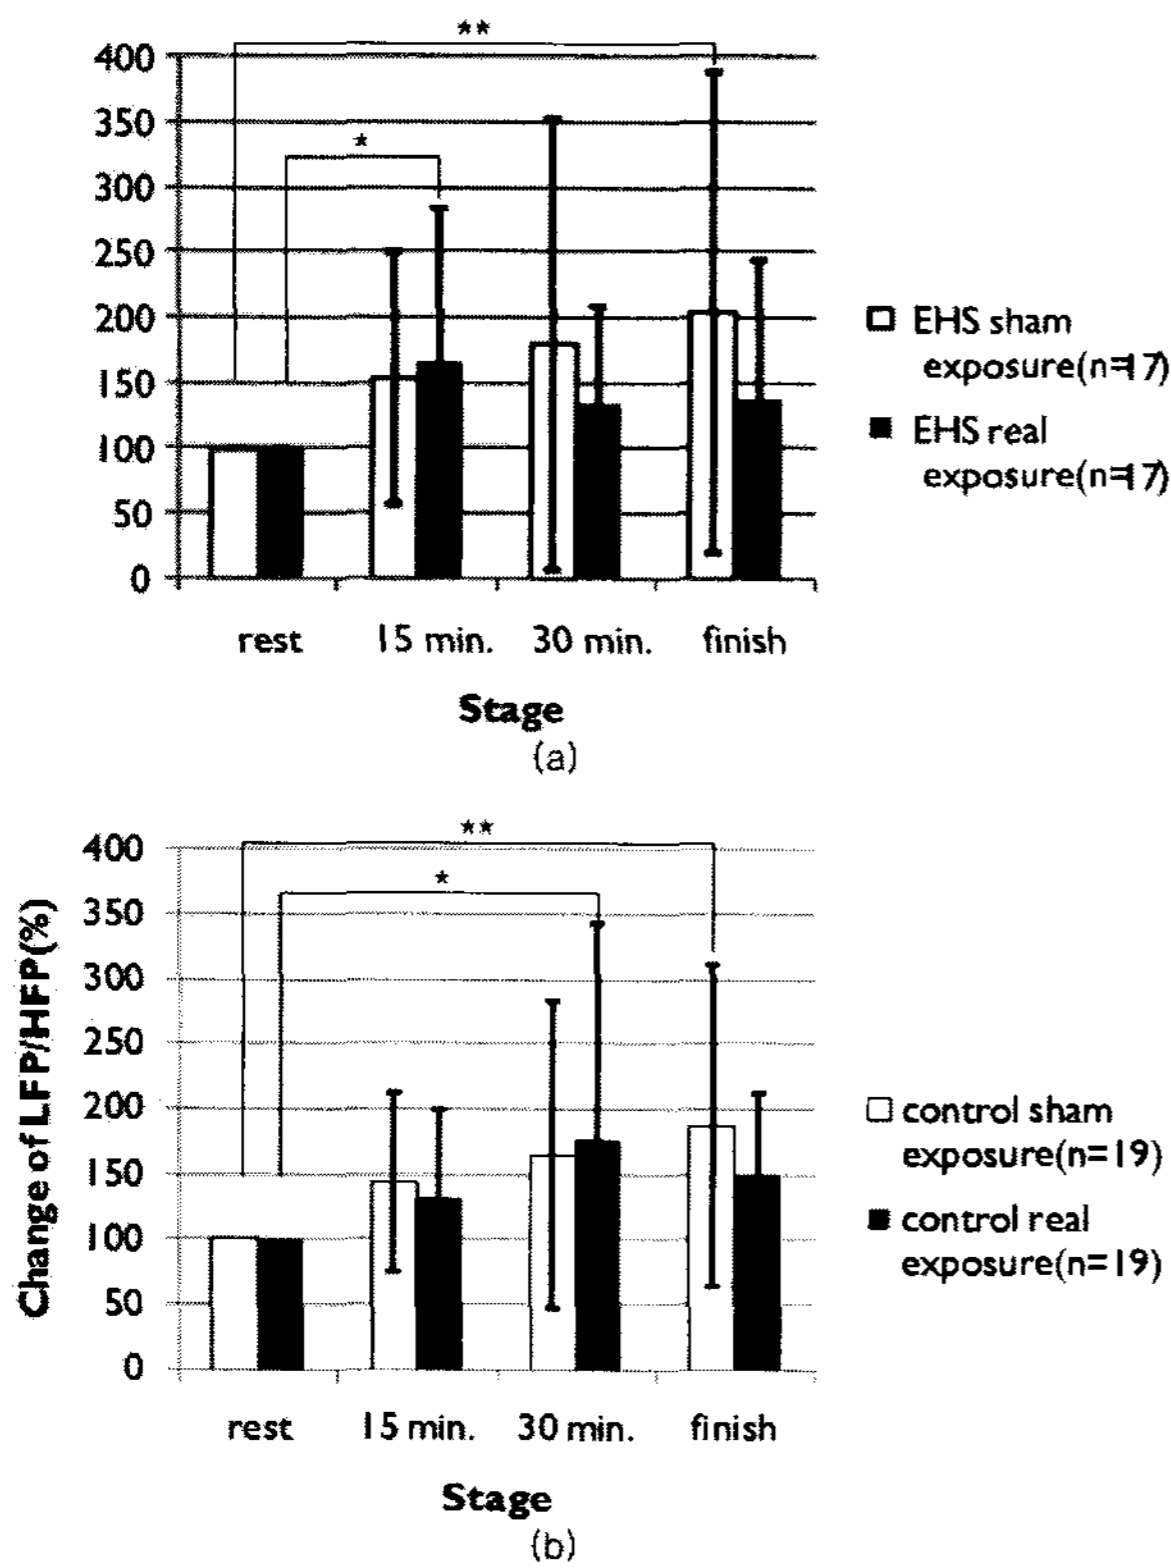 **
400
350
*
300
250
200
150
100
50
0
EHS sham
exposure(n=17)
EHS real
exposure(n=17)
rest 15 min. 30 min. finish
Stage
(a)
**
400
*
350
300
250
200
150
100
50
0
Change of LFP/HFP(%)
control sham
exposure(n=19)
control real
exposure(n=19)
rest 15 min. 30 min. finish
Stage
(b)